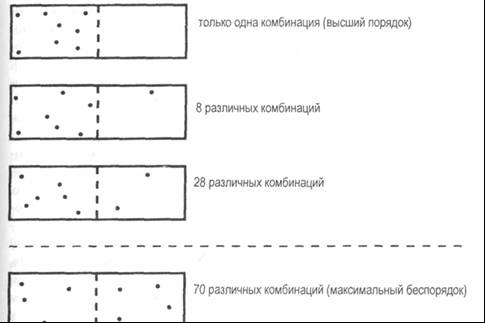 только одна комбинация (высший порядок)
8 различных комбинаций
28 различных комбинаций
70 различных комбинаций (максимальный беспорядок)